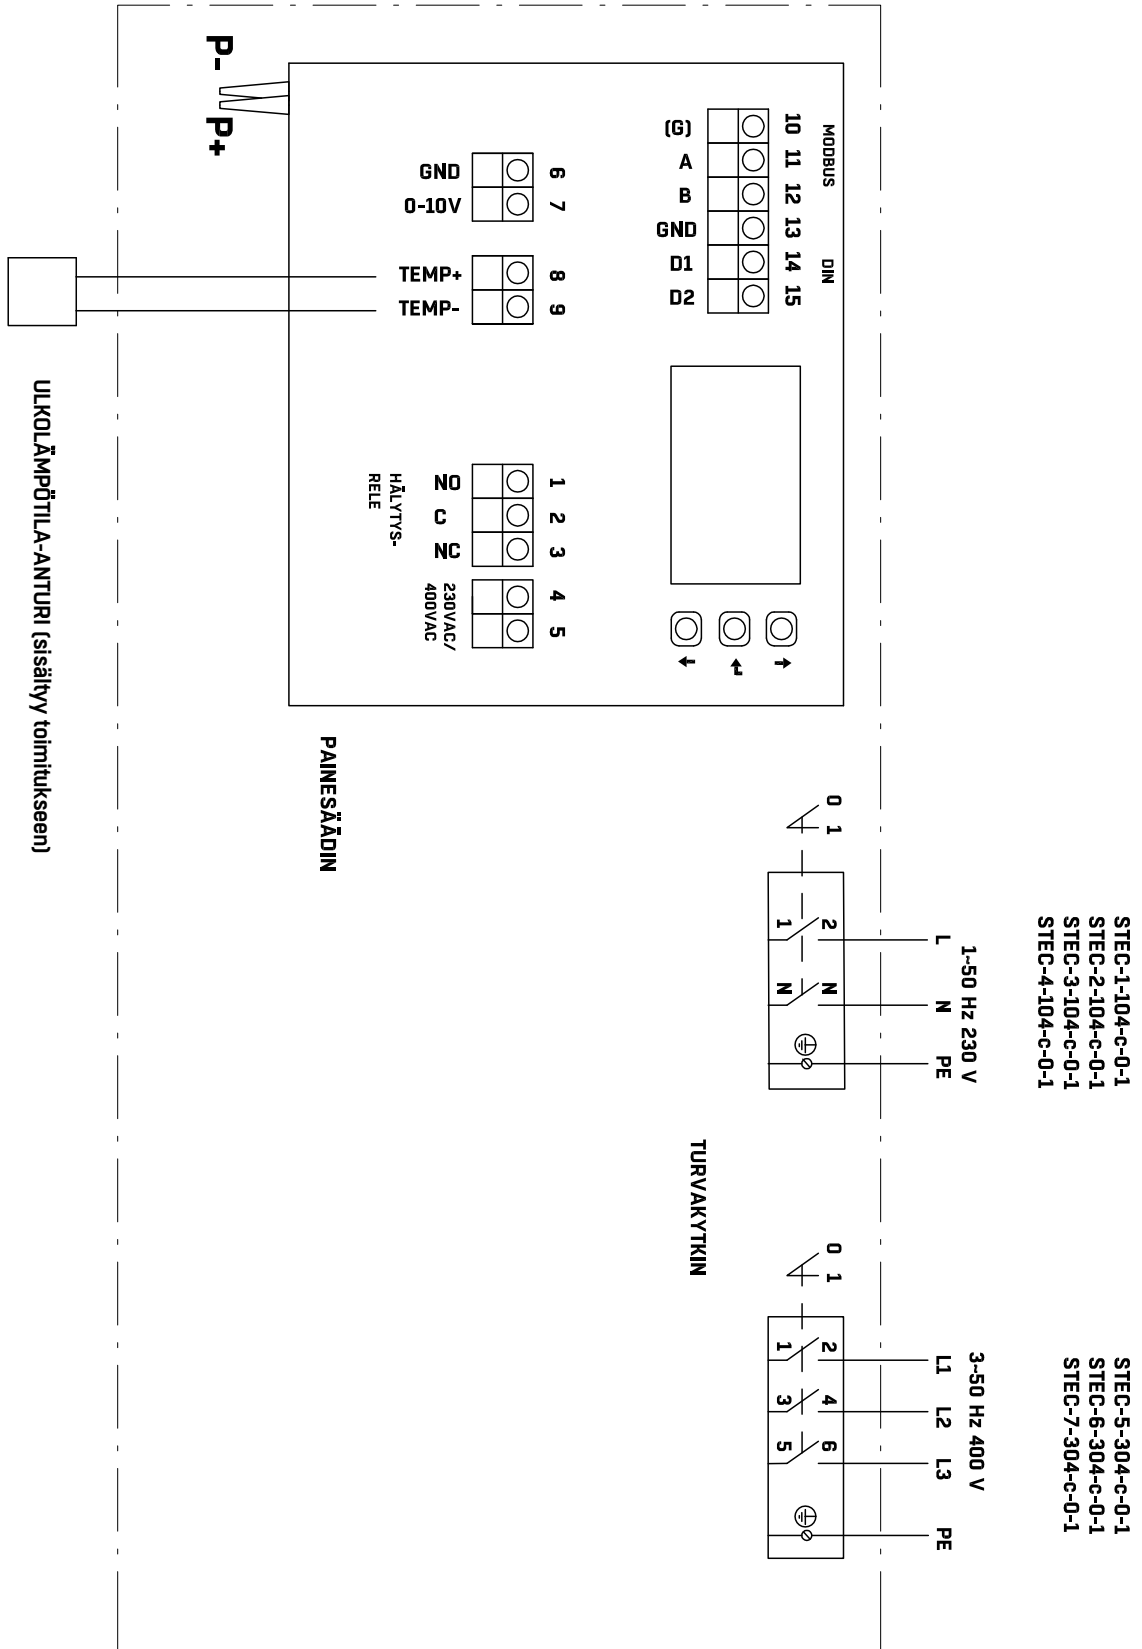 P-
P+
MODBUS
DIN
10
11
12
13
14
15
(G)
A
B
GND
D1
D2
6
7
GND
0-10V
8
9
TEMP+
TEMP-
1
2
3
NO
C
NC
HÄLYTYS-
RELE
4
5
230VAC/
400VAC
ULKOLÄMPÖTILA-ANTURI (sisältyy toimitukseen)
PAINESÄÄDIN
STEC-1-104-c-0-1
STEC-2-104-c-0-1
STEC-3-104-c-0-1
STEC-4-104-c-0-1
1~50 Hz 230 V
L N PE
0 1
2 N
1 N
TURVAKYTKIN
STEC-5-304-c-0-1
STEC-6-304-c-0-1
STEC-7-304-c-0-1
3~50 Hz 400 V
L1 L2 L3 PE
0 1
2 4 6
1 3 5